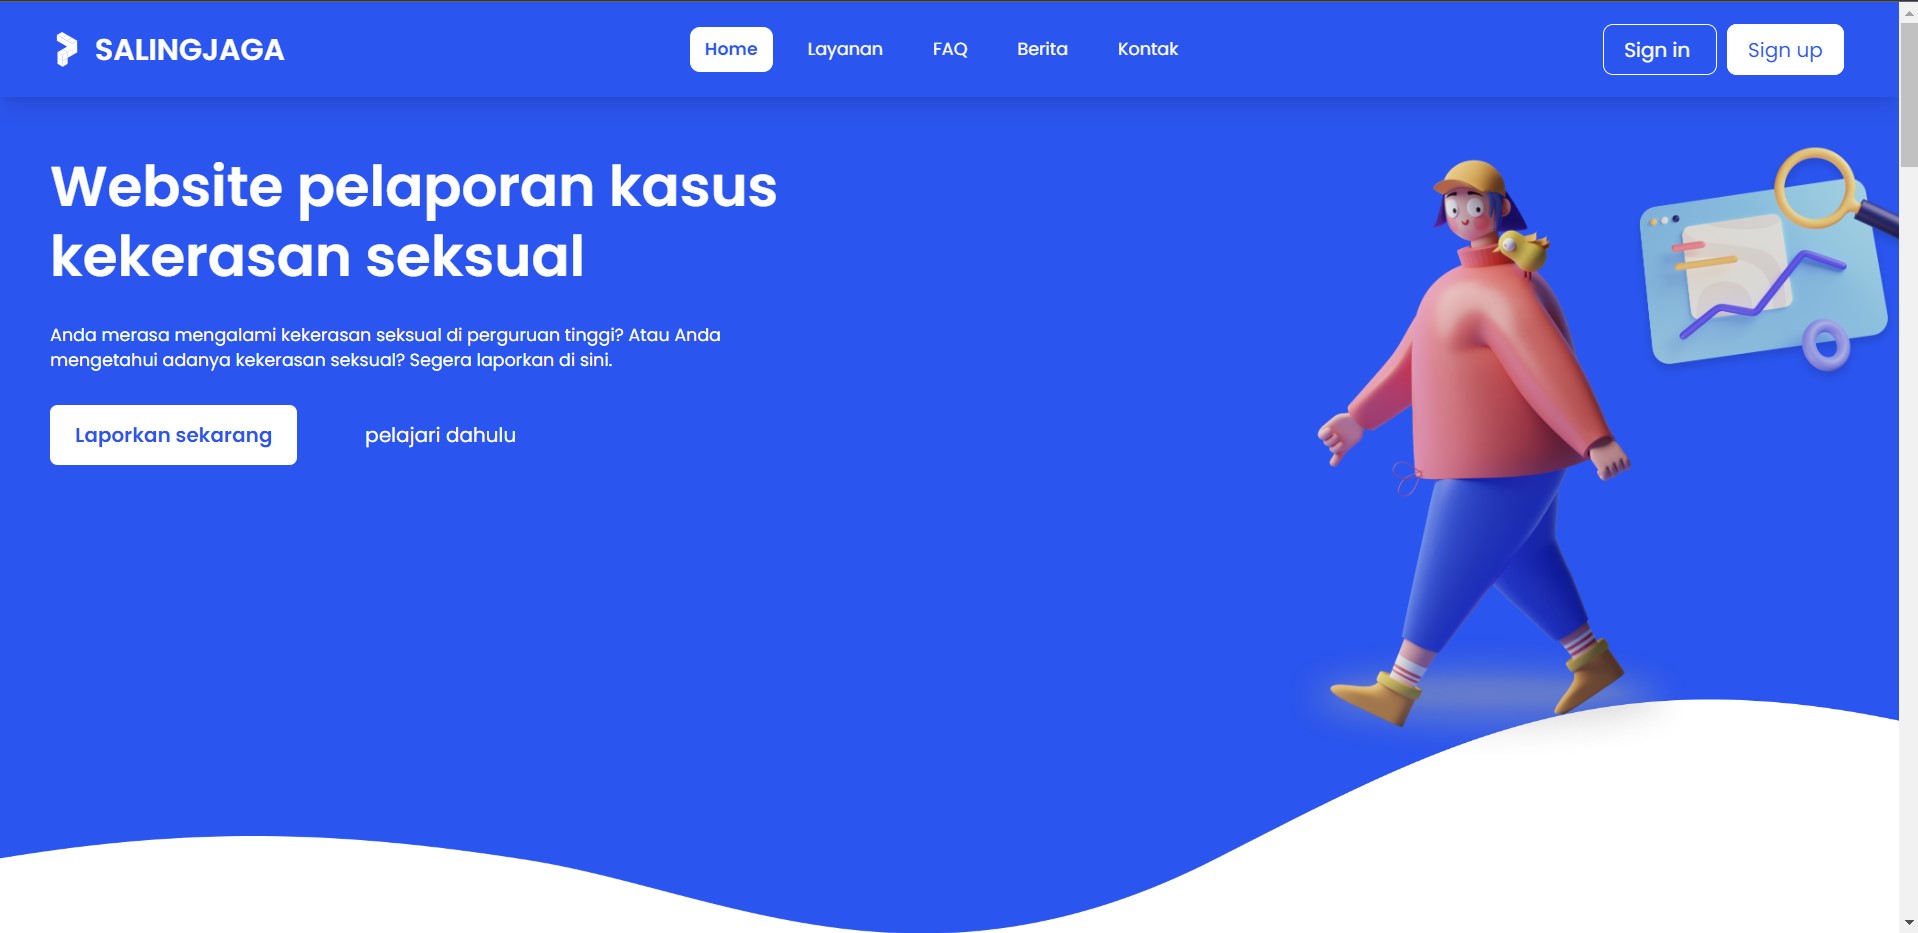 SALINGJAGA
Home
Layanan
FAQ
Berita
Kontak
Sign in
Sign up
Website pelaporan kasus
kekerasan seksual
Anda merasa mengalami kekerasan seksual di perguruan tinggi? Atau Anda
mengetahui adanya kekerasan seksual? Segera laporkan di sini.
Laporkan sekarang
pelajari dahulu